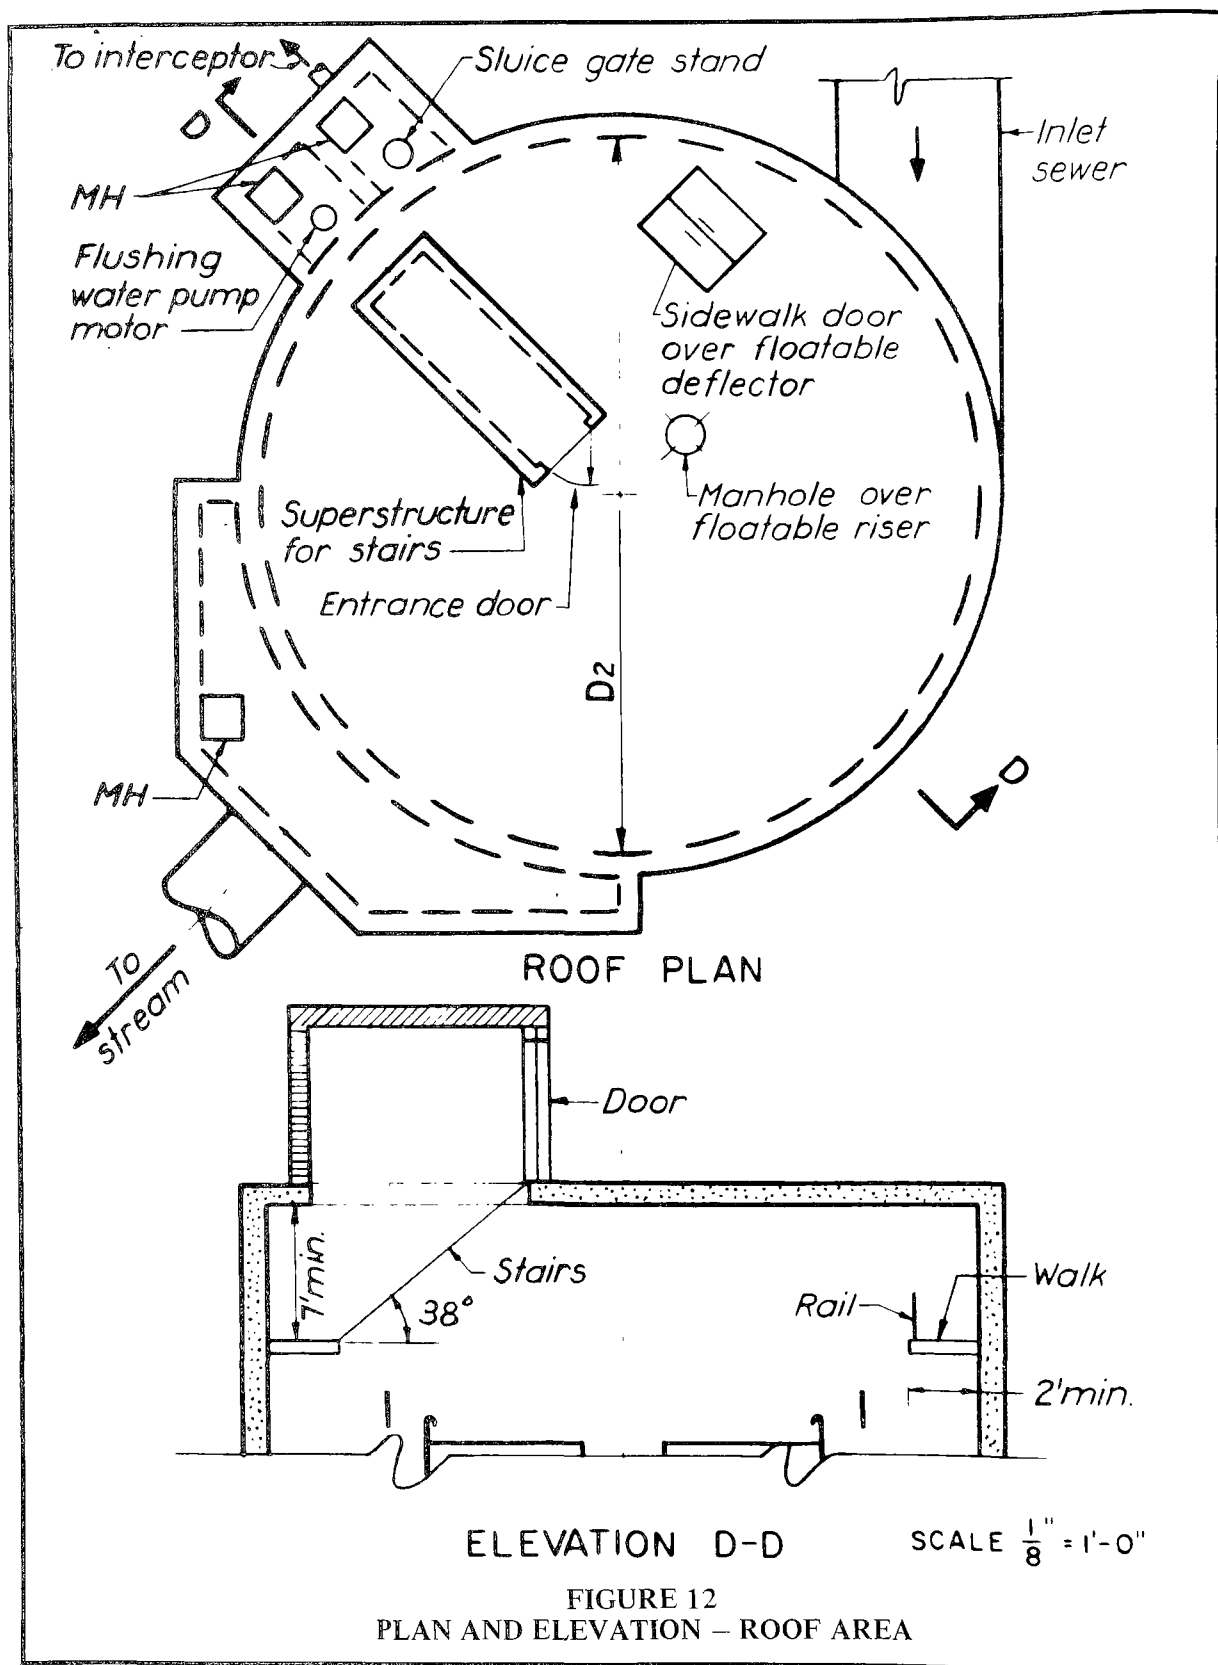 To interceptor
Sluice gate stand
D
Inlet
sewer
MH
Flushing
water pump
motor
Sidewalk door
over floatable
deflector
Manhole over
floatable riser
Superstructure
for stairs
Entrance door
D2
D
MH
To
stream
ROOF PLAN
Door
7'min.
Stairs
38°
Rail
Walk
2'min.
ELEVATION D-D
SCALE 1/8" = 1'-0"
FIGURE 12
PLAN AND ELEVATION – ROOF AREA